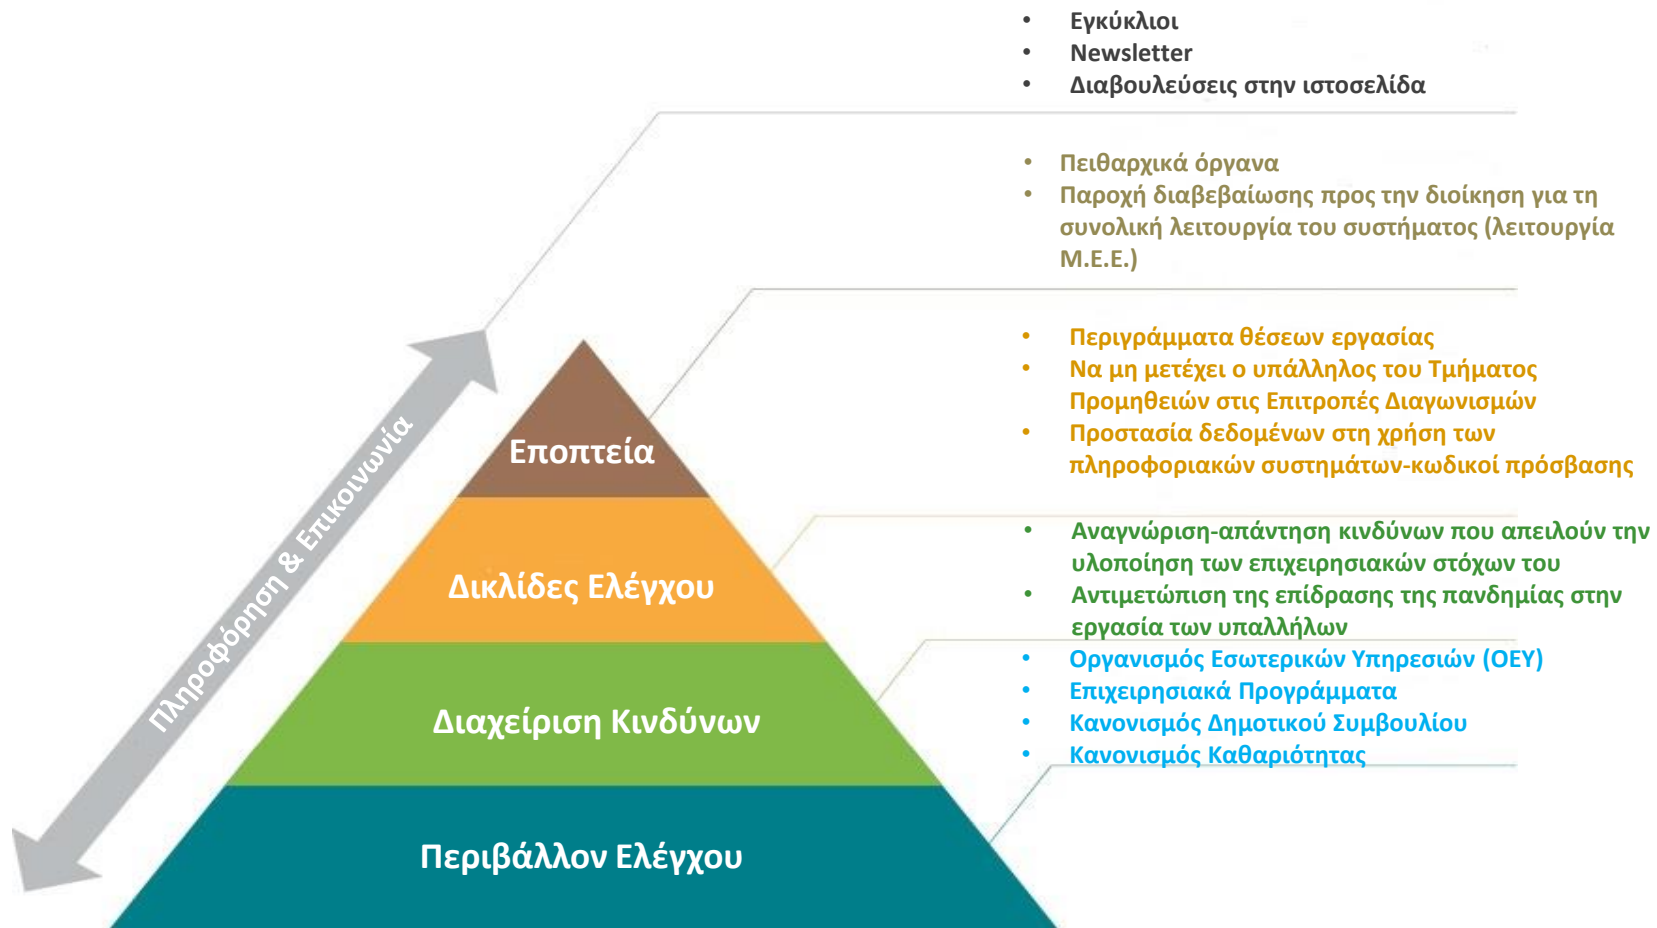 • Εγκύκλιοι
• Newsletter
• Διαβουλεύσεις στην ιστοσελίδα
• Πειθαρχικά όργανα
• Παροχή διαβεβαίωσης προς την διοίκηση για τη
συνολική λειτουργία του συστήματος (λειτουργία
Μ.Ε.Ε.)
• Περιγράμματα θέσεων εργασίας
• Να μη μετέχει ο υπάλληλος του Τμήματος
Προμηθειών στις Επιτροπές Διαγωνισμών
• Προστασία δεδομένων στη χρήση των
πληροφοριακών συστημάτων-κωδικοί πρόσβασης
• Αναγνώριση-απάντηση κινδύνων που απειλούν την
υλοποίηση των επιχειρησιακών στόχων του
• Αντιμετώπιση της επίδρασης της πανδημίας στην
εργασία των υπαλλήλων
• Οργανισμός Εσωτερικών Υπηρεσιών (ΟΕΥ)
• Επιχειρησιακά Προγράμματα
• Κανονισμός Δημοτικού Συμβουλίου
• Κανονισμός Καθαριότητας
Πληροφόρηση & Επικοινωνία
Εποπτεία
Δικλίδες Ελέγχου
Διαχείριση Κινδύνων
Περιβάλλον Ελέγχου